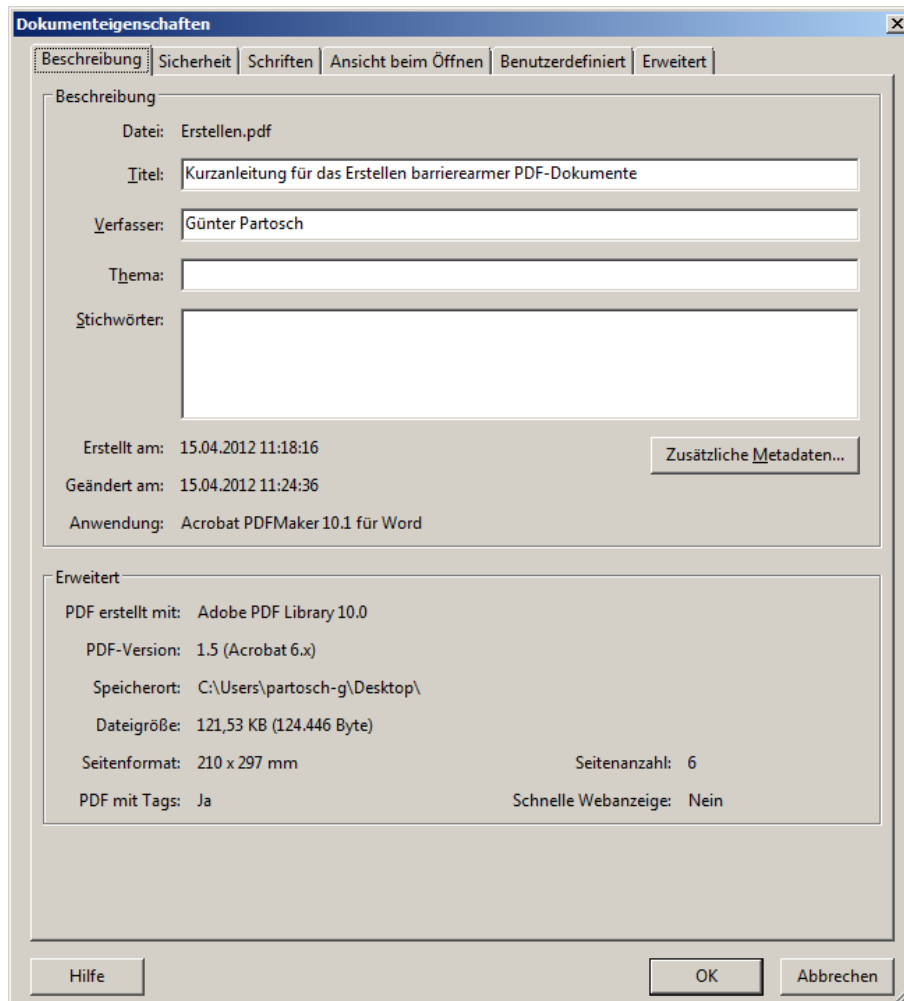 Dokumenteigenschaften
Beschreibung Sicherheit Schriften Ansicht beim Öffnen Benutzerdefiniert Erweitert
Beschreibung
Datei: Erstellen.pdf
Titel: Kurzanleitung für das Erstellen barrierearmer PDF-Dokumente
Verfasser: Günter Partosch
Thema:
Stichwörter:
Erstellt am: 15.04.2012 11:18:16
Zusätzliche Metadaten...
Geändert am: 15.04.2012 11:24:36
Anwendung: Acrobat PDFMaker 10.1 für Word
Erweitert
PDF erstellt mit: Adobe PDF Library 10.0
PDF-Version: 1.5 (Acrobat 6.x)
Speicherort: C:\Users\partosch-g\Desktop\
Dateigröße: 121,53 KB (124.446 Byte)
Seitenformat: 210 x 297 mm Seitenanzahl: 6
PDF mit Tags: Ja Schnelle Webanzeige: Nein
Hilfe OK Abbrechen